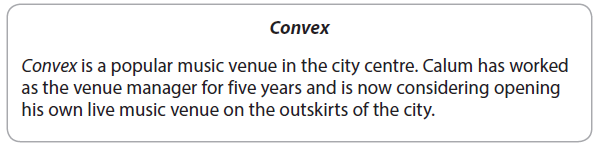 Convex
Convex is a popular music venue in the city centre. Calum has worked
as the venue manager for five years and is now considering opening
his own live music venue on the outskirts of the city.